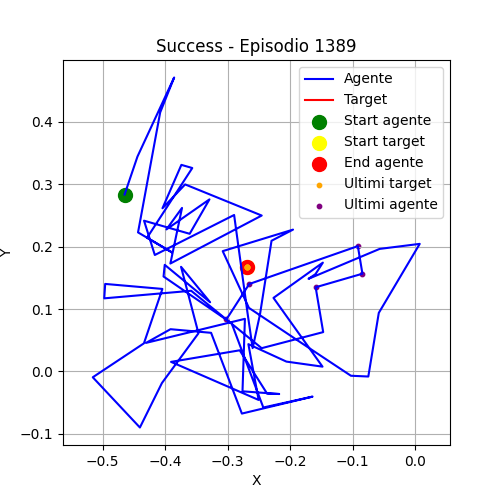 Success - Episodio 1389
Agente
Target
Start agente
Start target
End agente
Ultimi target
Ultimi agente
Y
0.4
0.3
0.2
0.1
0.0
−0.1
−0.5 −0.4 −0.3 −0.2 −0.1 0.0
X